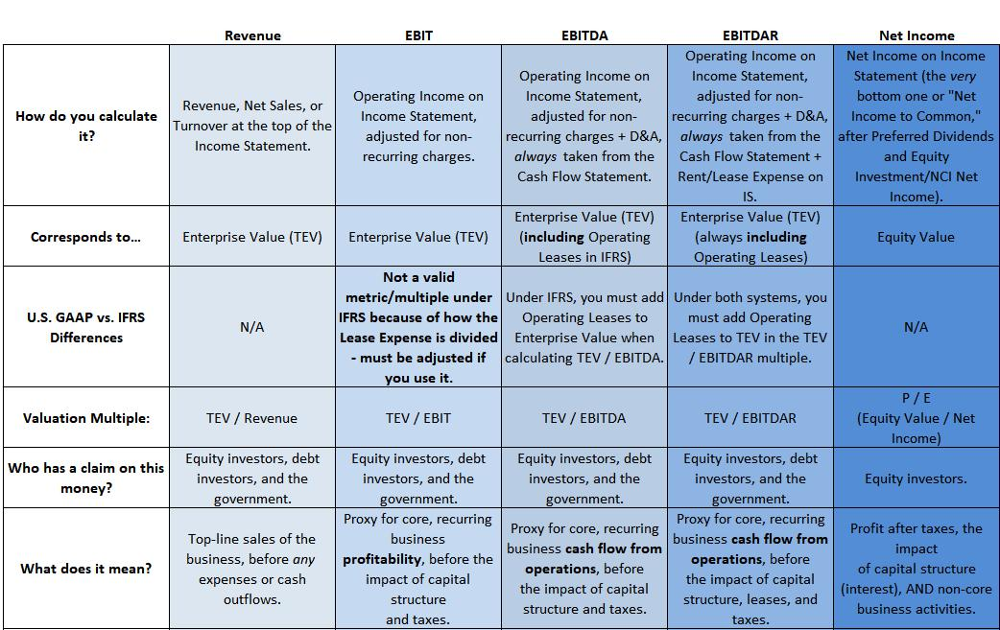 Revenue
EBIT
EBITDA
EBITDAR
Net Income
How do you calculate
it?
Revenue, Net Sales, or
Turnover at the top of the
Income Statement.
Operating Income on
Income Statement,
adjusted for non-
recurring charges.
Operating Income on
Income Statement,
adjusted for non-
recurring charges + D&A,
always taken from the
Cash Flow Statement.
Operating Income on
Income Statement,
adjusted for non-
recurring charges + D&A,
always taken from the
Cash Flow Statement +
Rent/Lease Expense on
IS.
Net Income on Income
Statement (the very
bottom one or "Net
Income to Common,"
after Preferred Dividends
and Equity
Investment/NCI Net
Income).
Corresponds to...
Enterprise Value (TEV)
Enterprise Value (TEV)
Enterprise Value (TEV)
(including Operating
Leases in IFRS)
Enterprise Value (TEV)
(always including
Operating Leases)
Equity Value
U.S. GAAP vs. IFRS
Differences
N/A
Not a valid
metric/multiple under
IFRS because of how the
Lease Expense is divided
- must be adjusted if
you use it.
Under IFRS, you must add
Operating Leases to
Enterprise Value when
calculating TEV / EBITDA.
Under both systems, you
must add Operating
Leases to TEV in the TEV
/ EBITDAR multiple.
N/A
Valuation Multiple:
TEV / Revenue
TEV / EBIT
TEV / EBITDA
TEV / EBITDAR
P / E
(Equity Value / Net
Income)
Who has a claim on this
money?
Equity investors, debt
investors, and the
government.
Equity investors, debt
investors, and the
government.
Equity investors, debt
investors, and the
government.
Equity investors, debt
investors, and the
government.
Equity investors.
What does it mean?
Top-line sales of the
business, before any
expenses or cash
outflows.
Proxy for core, recurring
business
profitability, before the
impact of capital
structure
and taxes.
Proxy for core, recurring
business cash flow from
operations, before
the impact of capital
structure and taxes.
Proxy for core, recurring
business cash flow from
operations, before
the impact of capital
structure, leases, and
taxes.
Profit after taxes, the
impact
of capital structure
(interest), AND non-core
business activities.